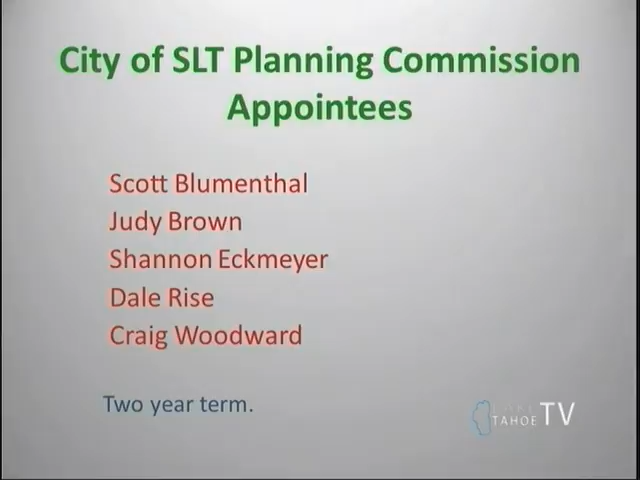 City of SLT Planning Commission
Appointees
Scott Blumenthal
Judy Brown
Shannon Eckmeyer
Dale Rise
Craig Woodward
Two year term.
LAKE
TAHOE TV